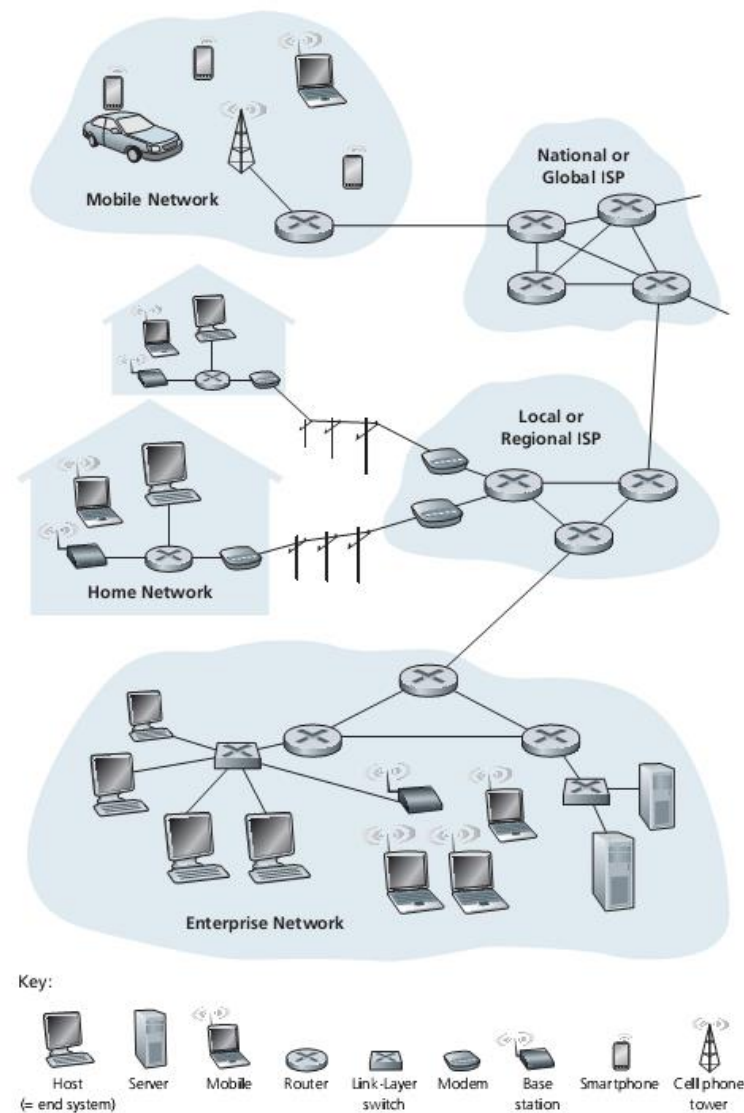 Mobile Network
National or
Global ISP
Local or
Regional ISP
Home Network
Enterprise Network
Key:
Host
(= end system)
Server
Mobile
Router
Link-Layer
switch
Modem
Base
station
Smartphone
Cell phone
tower